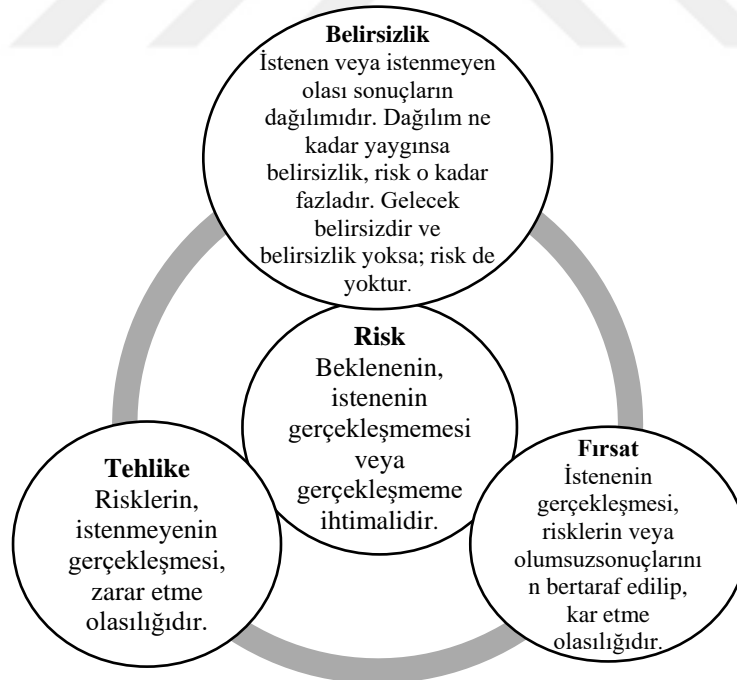 Belirsizlik
İstenen veya istenmeyen
olası sonuçların
dağılımıdır. Dağılım ne
kadar yaygınsa
belirsizlik, risk o kadar
fazladır. Gelecek
belirsizdir ve
belirsizlik yoksa; risk de
yoktur.
Risk
Beklenenin,
istenenin
gerçekleşmemesi
veya
gerçekleşmeme
ihtimalidir.
Tehlike
Risklerin,
istenmeyenin
gerçekleşmesi,
zarar etme
olasılığıdır.
Fırsat
İstenenin
gerçekleşmesi,
risklerin veya
olumsuzsonuçlarını
n bertaraf edilip,
kar etme
olasılığıdır.